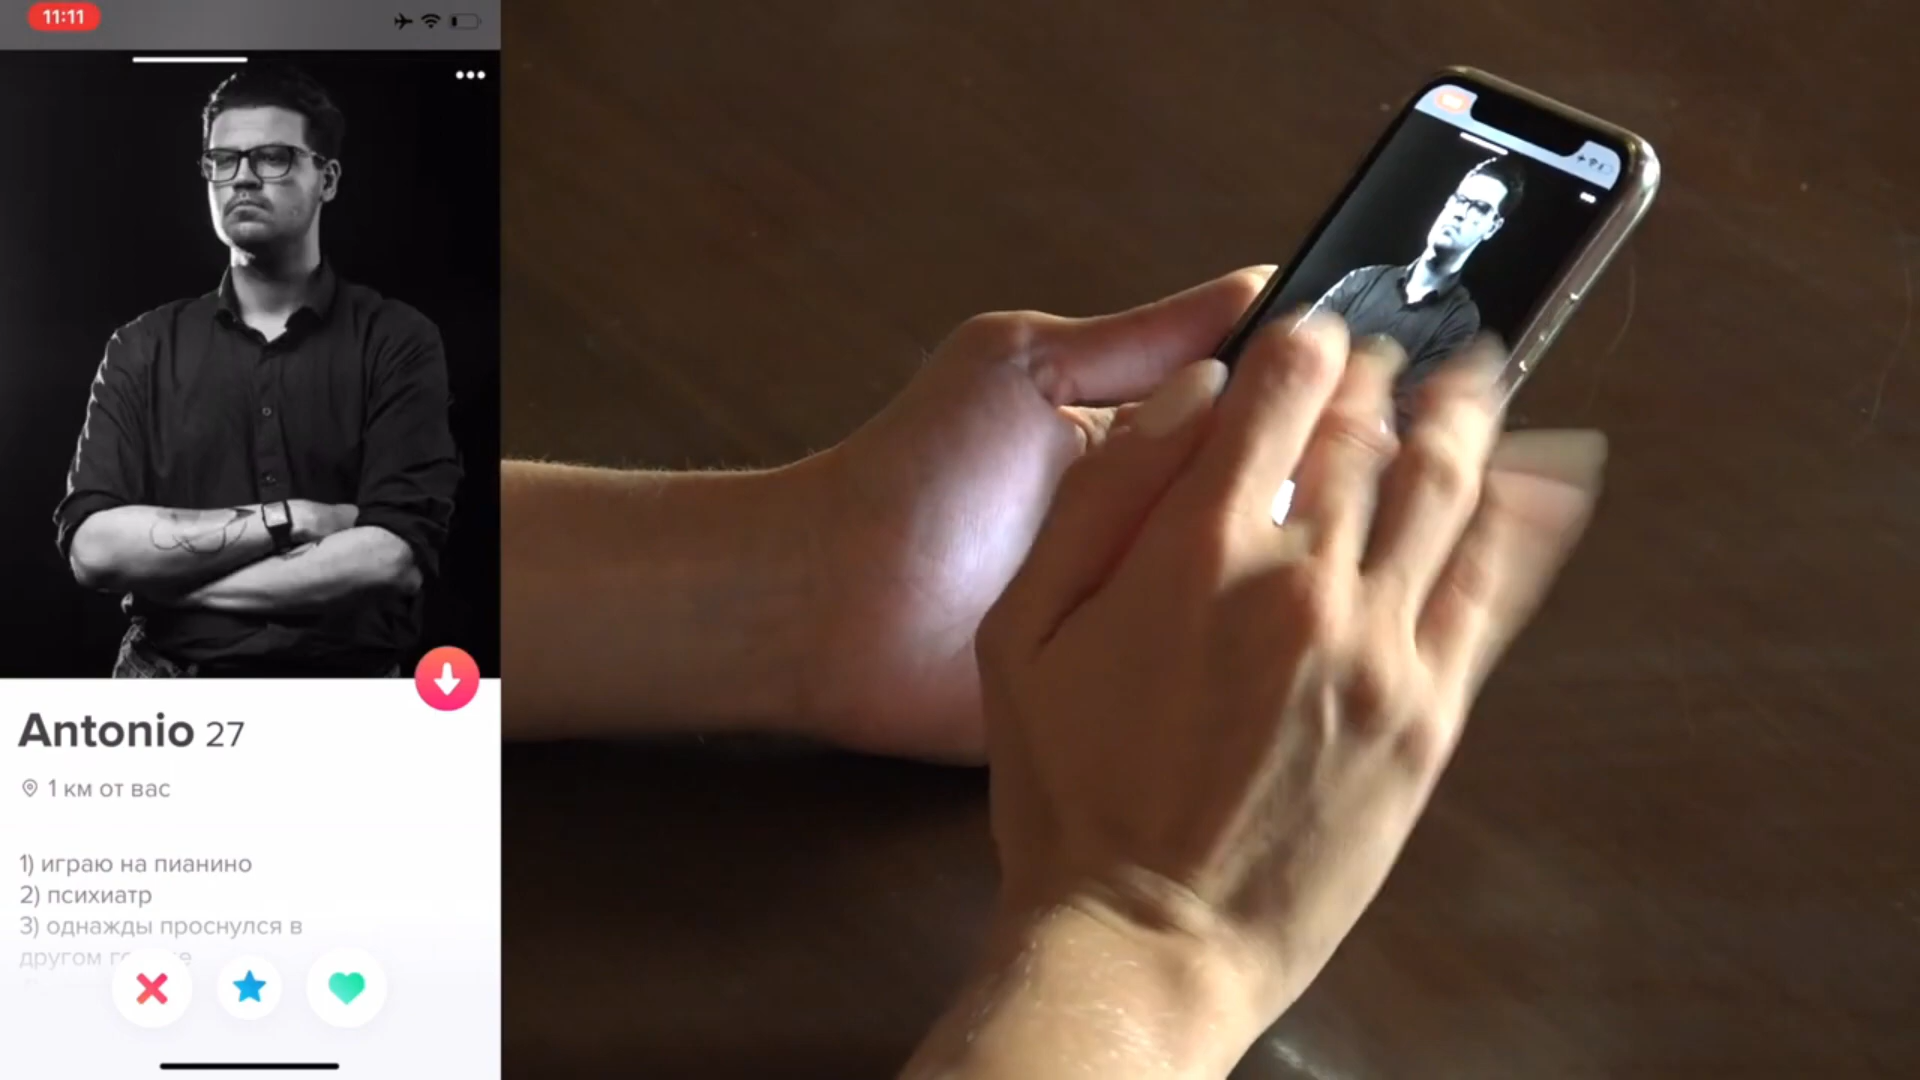 11:11
Antonio 27
1 км от вас
1) играю на пианино
2) психиатр
3) однажды проснулся в
другом